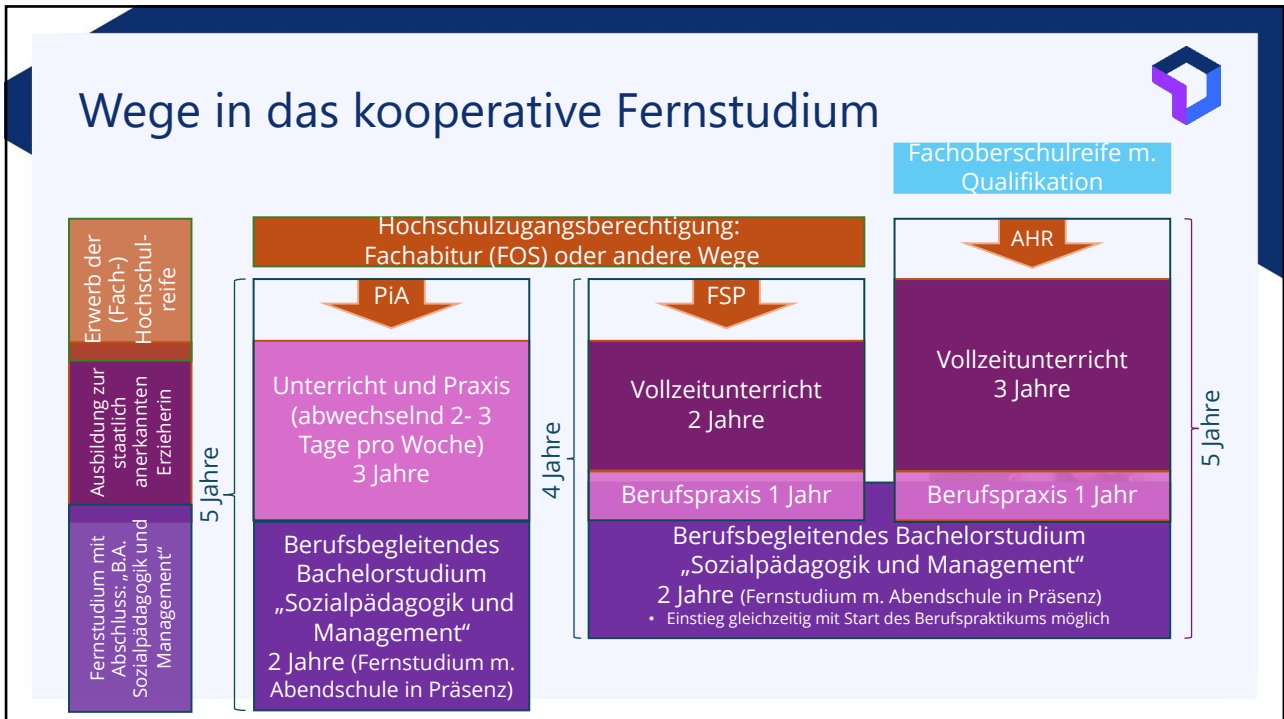 Wege in das kooperative Fernstudium
Fachoberschulreife m.
Qualifikation
Erwerb der
(Fach-)
Hochschul-
reife
Ausbildung zur
staatlich
anerkannten
Erzieherin
Fernstudium mit
Abschluss: „B.A.
Sozialpädagogik und
Management“
Hochschulzugangsberechtigung:
Fachabitur (FOS) oder andere Wege
5 Jahre
PiA
Unterricht und Praxis
(abwechselnd 2- 3
Tage pro Woche)
3 Jahre
Berufsbegleitendes
Bachelorstudium
„Sozialpädagogik und
Management“
2 Jahre (Fernstudium m.
Abendschule in Präsenz)
4 Jahre
FSP
Vollzeitunterricht
2 Jahre
Berufspraxis 1 Jahr
AHR
Vollzeitunterricht
3 Jahre
Berufspraxis 1 Jahr
Berufsbegleitendes Bachelorstudium
„Sozialpädagogik und Management“
2 Jahre (Fernstudium m. Abendschule in Präsenz)
• Einstieg gleichzeitig mit Start des Berufspraktikums möglich
5 Jahre